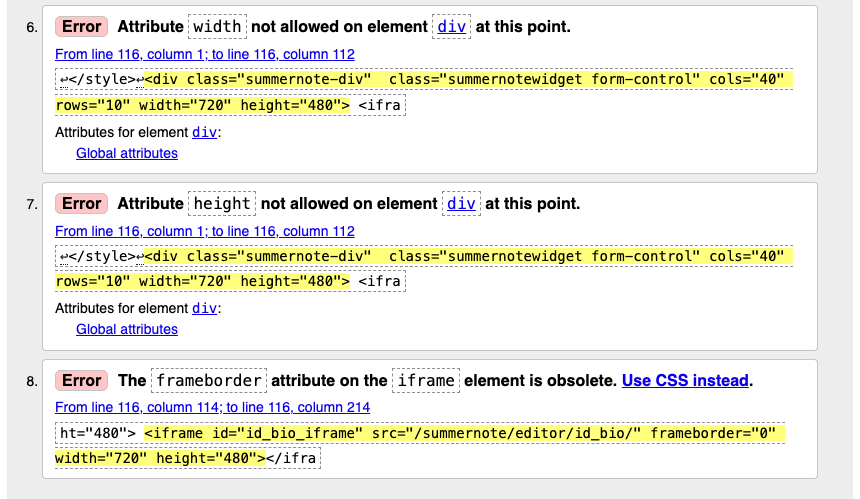 6. Error Attribute width not allowed on element div at this point.
From line 116, column 1; to line 116, column 112
↩</style>↩<div class="summernote-div"  class="summernotewidget form-control" cols="40"
rows="10" width="720" height="480"> <ifra
Attributes for element div:
Global attributes
7. Error Attribute height not allowed on element div at this point.
From line 116, column 1; to line 116, column 112
↩</style>↩<div class="summernote-div"  class="summernotewidget form-control" cols="40"
rows="10" width="720" height="480"> <ifra
Attributes for element div:
Global attributes
8. Error The frameborder attribute on the iframe element is obsolete. Use CSS instead.
From line 116, column 114; to line 116, column 214
ht="480"> <iframe id="id_bio_iframe" src="/summernote/editor/id_bio/" frameborder="0"
width="720" height="480"></ifra